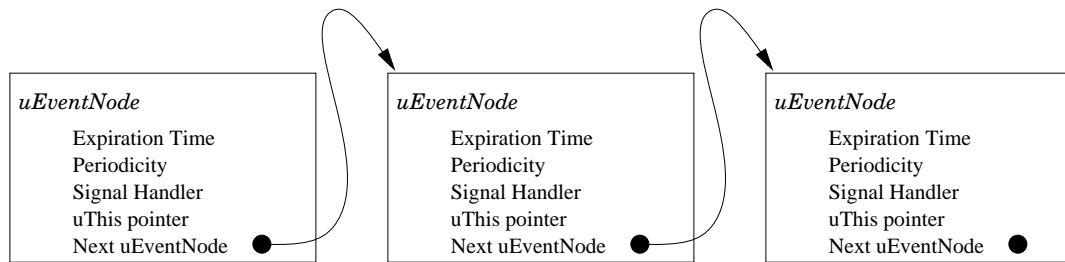 uEventNode
Expiration Time
Periodicity
Signal Handler
uThis pointer
Next uEventNode
uEventNode
Expiration Time
Periodicity
Signal Handler
uThis pointer
Next uEventNode
uEventNode
Expiration Time
Periodicity
Signal Handler
uThis pointer
Next uEventNode